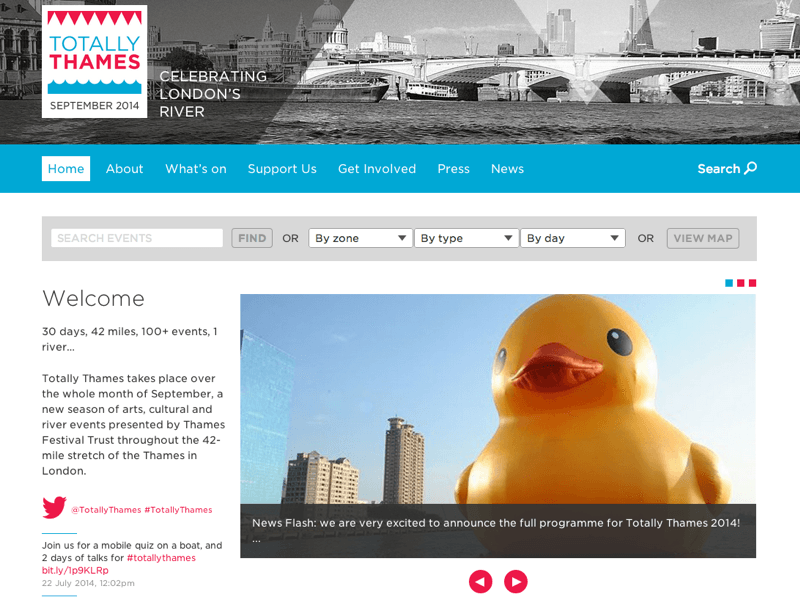 TOTALLY
THAMES
SEPTEMBER 2014
CELEBRATING
LONDON'S
RIVER
Home About What's on Support Us Get Involved Press News Search
SEARCH EVENTS FIND OR By zone By type By day OR VIEW MAP
Welcome
30 days, 42 miles, 100+ events, 1
river...
Totally Thames takes place over
the whole month of September, a
new season of arts, cultural and
river events presented by Thames
Festival Trust throughout the 42-
mile stretch of the Thames in
London.
@TotallyThames #TotallyThames
Join us for a mobile quiz on a boat, and
2 days of talks for #totallythames
bit.ly/1p9KLRp
22 July 2014, 12:02pm
News Flash: we are very excited to announce the full programme for Totally Thames 2014!
...